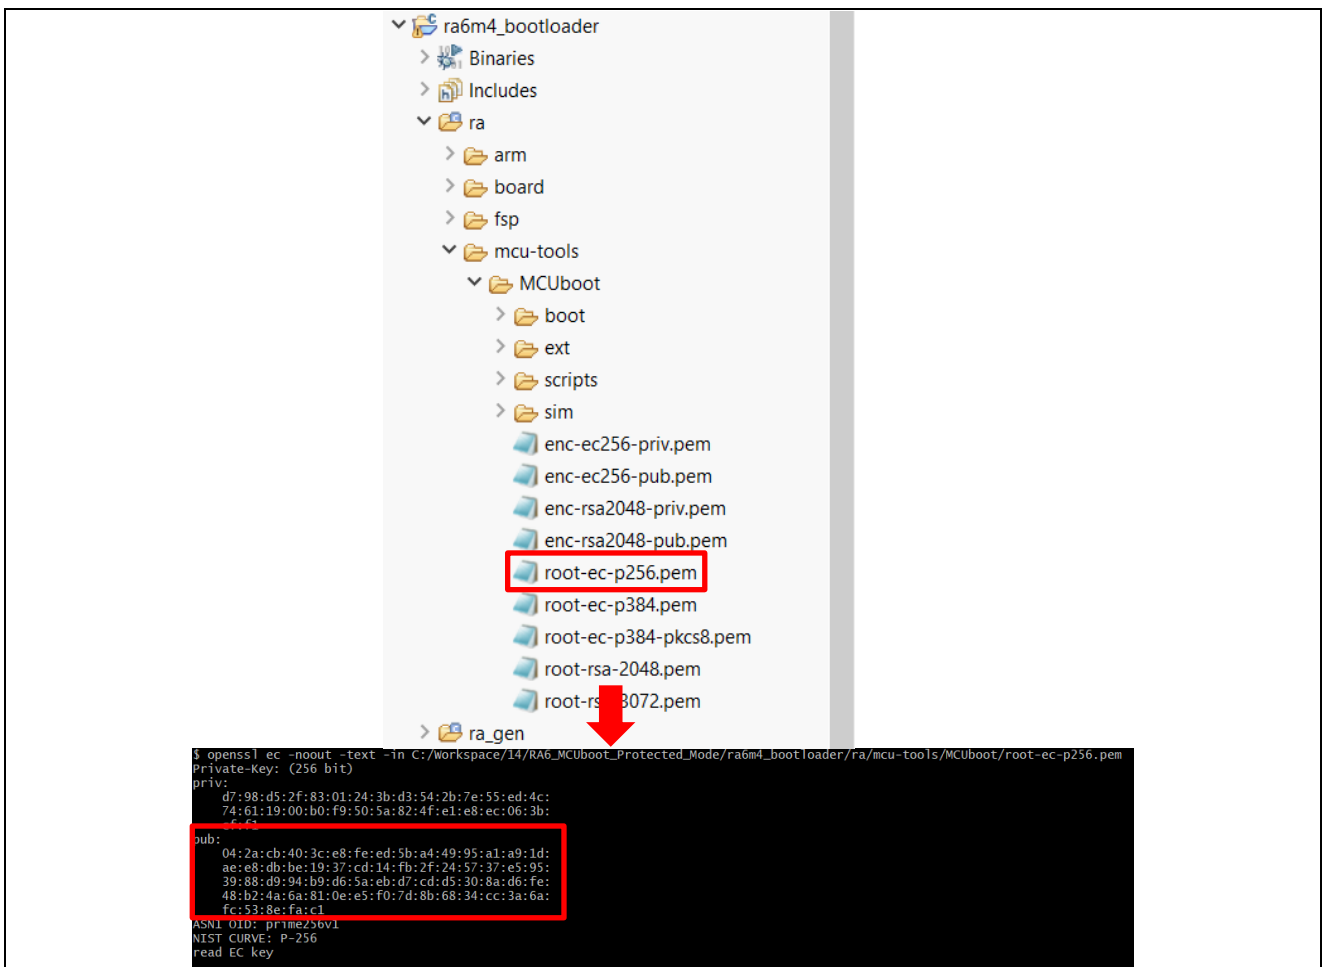 ra6m4_bootloader
Binaries
Includes
ra
arm
board
fsp
mcu-tools
MCUboot
boot
ext
scripts
sim
enc-ec256-priv.pem
enc-ec256-pub.pem
enc-rsa2048-priv.pem
enc-rsa2048-pub.pem
root-ec-p256.pem
root-ec-p384.pem
root-ec-p384-pkcs8.pem
root-rsa-2048.pem
3072.pem
ra_gen
$ openssl ec -noout -text -in C:/Workspace/14/RA6_MCUboot_Protected_Mode/ra6m4_bootloader/ra/mcu-tools/MCUboot/root-ec-p256.pem
Private-Key: (256 bit)
priv:
d7:98:d5:2f:83:01:24:3b:d3:54:2b:7e:55:ed:4c:
74:61:19:00:b0:f9:50:5a:82:4f:e1:e8:ec:06:3b:
pub:
04:2a:cb:40:3c:e8:fe:ed:5b:a4:49:95:a1:a9:1d:
ae:e8:db:be:19:37:cd:14:fb:2f:24:57:37:e5:95:
39:88:d9:94:b9:d6:5a:eb:d7:cd:d5:30:8a:d6:fe:
48:b2:4a:6a:81:0e:e5:f0:7d:8b:68:34:cc:3a:6a:
fc:53:8e:fa:c1
ASN1 OID: prime256v1
NIST CURVE: P-256
read EC key